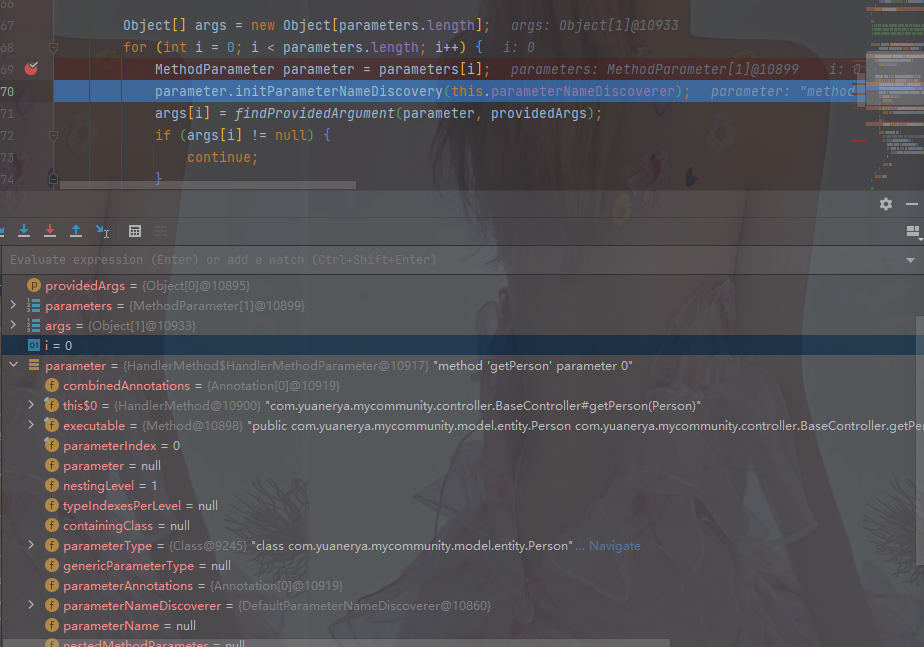 66
67 Object[] args = new Object[parameters.length]; args: Object[1]@10933
68 for (int i = 0; i < parameters.length; i++) { i: 0
69 MethodParameter parameter = parameters[i]; parameters: MethodParameter[1]@10899 i: 0
70 parameter.initParameterNameDiscovery(this.parameterNameDiscoverer); parameter: "method
71 args[i] = findProvidedArgument(parameter, providedArgs);
72 if (args[i] != null) {
73 continue;
74 }
Evaluate expression (Enter) or add a watch (Ctrl+Shift+Enter)
p providedArgs = {Object[0]@10895}
parameters = {MethodParameter[1]@10899}
args = {Object[1]@10933}
01 i = 0
parameter = {HandlerMethod$HandlerMethodParameter@10917} "method 'getPerson' parameter 0"
f combinedAnnotations = {Annotation[0]@10919}
f this$0 = {HandlerMethod@10900} "com.yuanerya.mycommunity.controller.BaseController#getPerson(Person)"
f executable = {Method@10898} "public com.yuanerya.mycommunity.model.entity.Person com.yuanerya.mycommunity.controller.BaseController.getPe
f parameterIndex = 0
f parameter = null
f nestingLevel = 1
f typeIndexesPerLevel = null
f containingClass = null
f parameterType = {Class@9245} "class com.yuanerya.mycommunity.model.entity.Person" ... Navigate
f genericParameterType = null
f parameterAnnotations = {Annotation[0]@10919}
f parameterNameDiscoverer = {DefaultParameterNameDiscoverer@10860}
f parameterName = null
f nestedMethodParameter = null